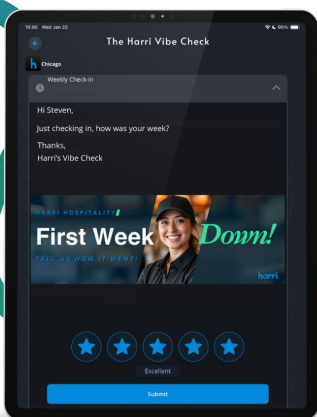 10:00 Wed Jan 22
86%
The Harri Vibe Check
h Chicago
Weekly Check-in
Hi Steven,
Just checking in, how was your week?
Thanks,
Harri's Vibe Check
HARRI HOSPITALITY
First Week Down!
TELL US HOW IT WENT!
harri
Excellent
Submit